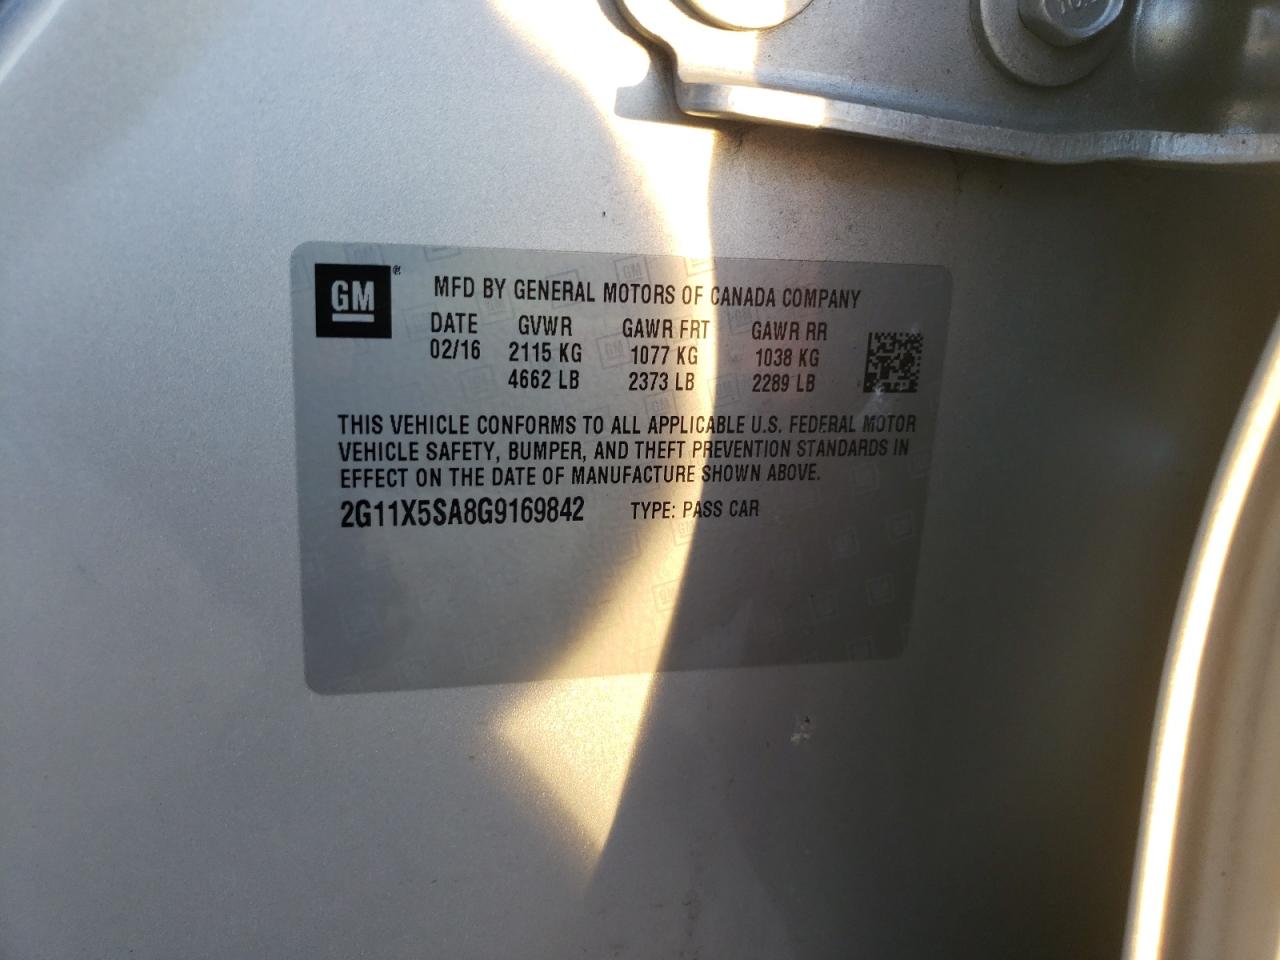 GM ®
MFD BY GENERAL MOTORS OF CANADA COMPANY
DATE GVWR GAWR FRT GAWR RR
02/16 2115 KG 1077 KG 1038 KG
4662 LB 2373 LB 2289 LB
THIS VEHICLE CONFORMS TO ALL APPLICABLE U.S. FEDERAL MOTOR
VEHICLE SAFETY, BUMPER, AND THEFT PREVENTION STANDARDS IN
EFFECT ON THE DATE OF MANUFACTURE SHOWN ABOVE.
2G11X5SA8G9169842 TYPE: PASS CAR